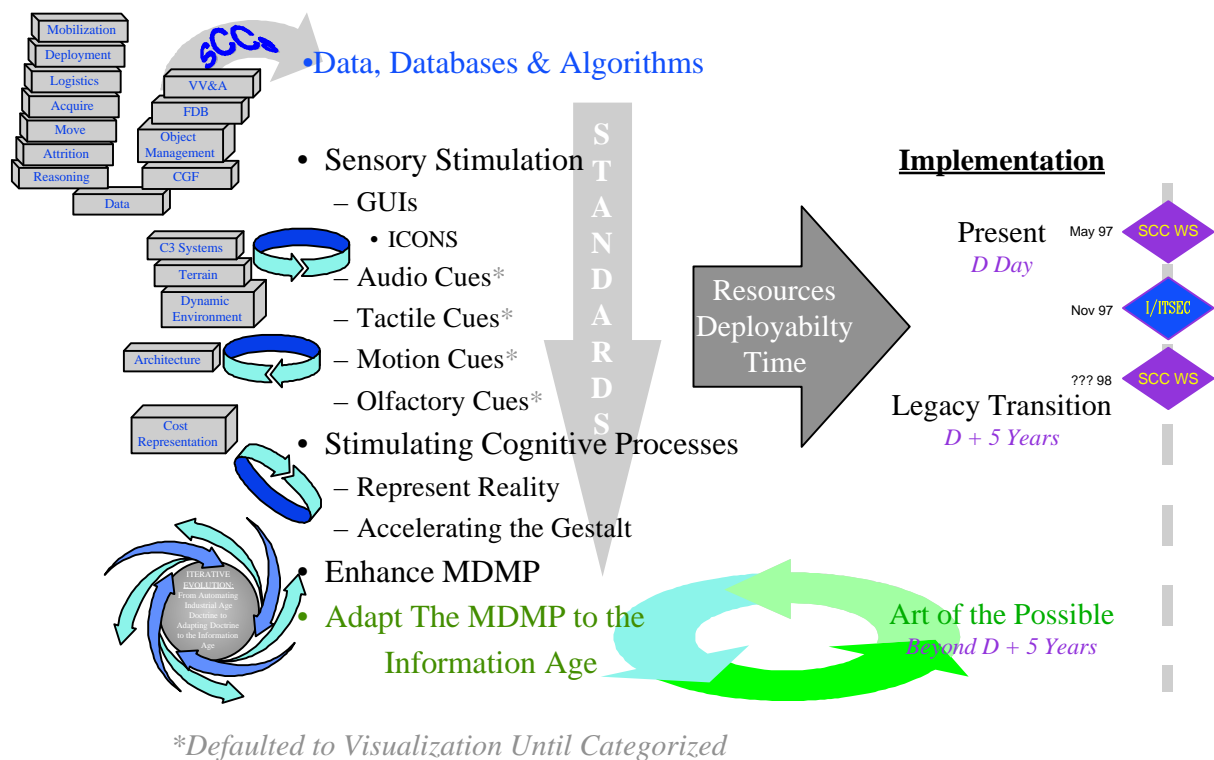 Mobilization
Deployment
Logistics
Acquire
Move
Attrition
Reasoning
Data
SCCs
VV&A
FDB
Object
Management
CGF
C3 Systems
Terrain
Dynamic
Environment
Architecture
Cost
Representation
ITERATIVE
EVOLUTION:
From Automating
Industrial Age
Doctrine to
Adapting Doctrine
to the Information
Age
•Data, Databases & Algorithms
• Sensory Stimulation
– GUIs
• ICONS
– Audio Cues*
– Tactile Cues*
– Motion Cues*
– Olfactory Cues*
• Stimulating Cognitive Processes
– Represent Reality
– Accelerating the Gestalt
• Enhance MDMP
• Adapt The MDMP to the
Information Age
STANDARDS
Resources
Deployabilty
Time
Implementation
Present
D Day
May 97
SCC WS
Nov 97
I/ITSEC
??? 98
SCC WS
Legacy Transition
D + 5 Years
Art of the Possible
Beyond D + 5 Years
*Defaulted to Visualization Until Categorized